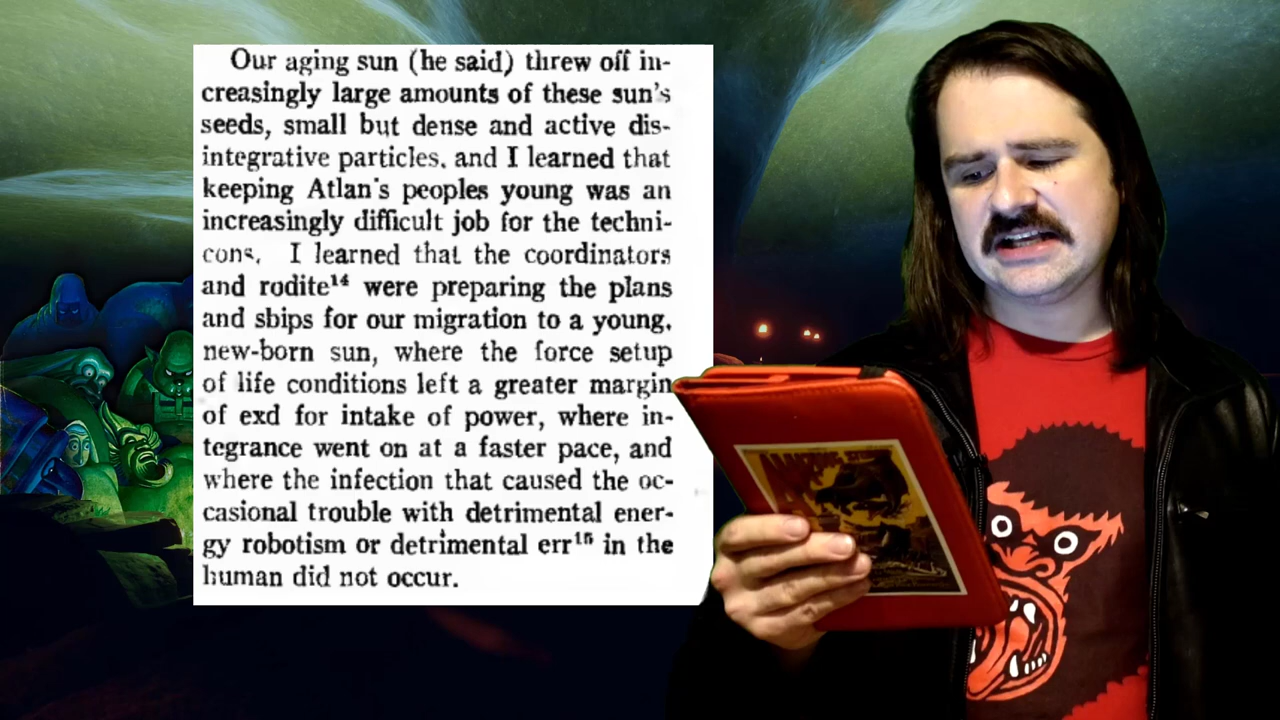 Our aging sun (he said) threw off in-
creasingly large amounts of these sun's
seeds, small but dense and active dis-
integrative particles, and I learned that
keeping Atlan's peoples young was an
increasingly difficult job for the techni-
cons. I learned that the coordinators
and rodite¹⁴ were preparing the plans
and ships for our migration to a young,
new-born sun, where the force setup
of life conditions left a greater margin
of exd for intake of power, where in-
tegrance went on at a faster pace, and
where the infection that caused the oc-
casional trouble with detrimental ener-
gy robotism or detrimental err¹⁵ in the
human did not occur.
AMAZING